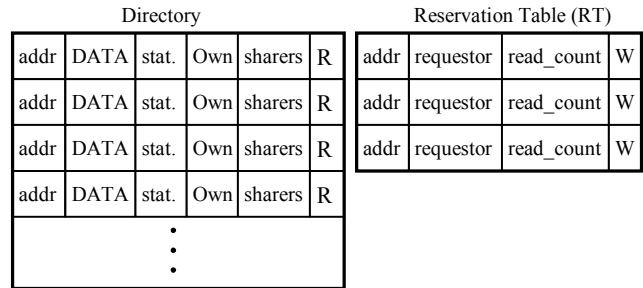 Directory
addr DATA stat. Own sharers R
addr DATA stat. Own sharers R
addr DATA stat. Own sharers R
addr DATA stat. Own sharers R
Reservation Table (RT)
addr requestor read_count W
addr requestor read_count W
addr requestor read_count W